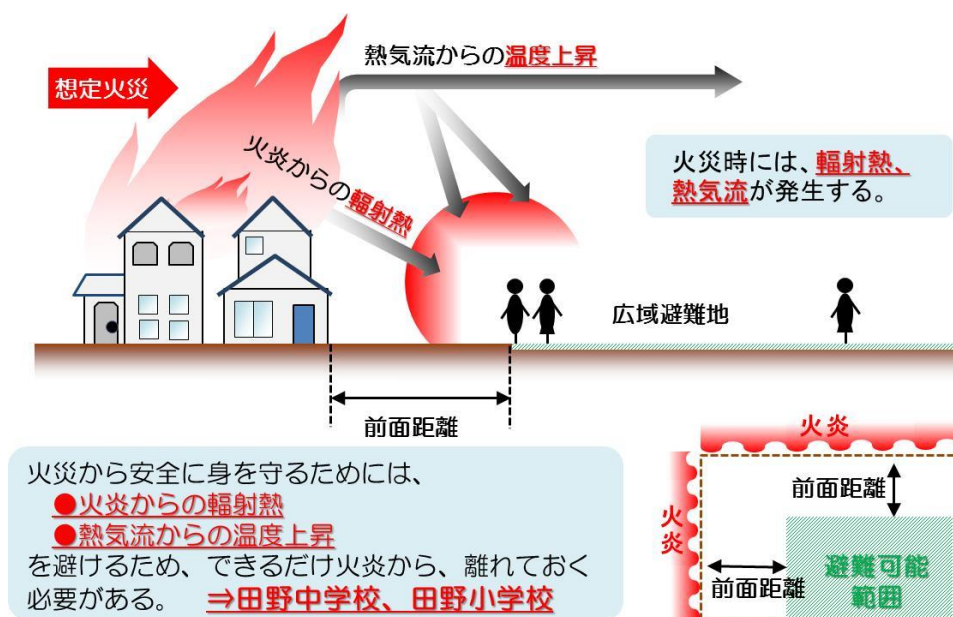 想定火災
熱気流からの温度上昇
火炎からの輻射熱
火災時には、輻射熱、
熱気流が発生する。
広域避難地
前面距離
火災から安全に身を守るためには、
●火炎からの輻射熱
●熱気流からの温度上昇
を避けるため、できるだけ火炎から、離れておく
必要がある。 ⇒田野中学校、田野小学校
火炎
火炎
前面距離
前面距離
避難可能
範囲